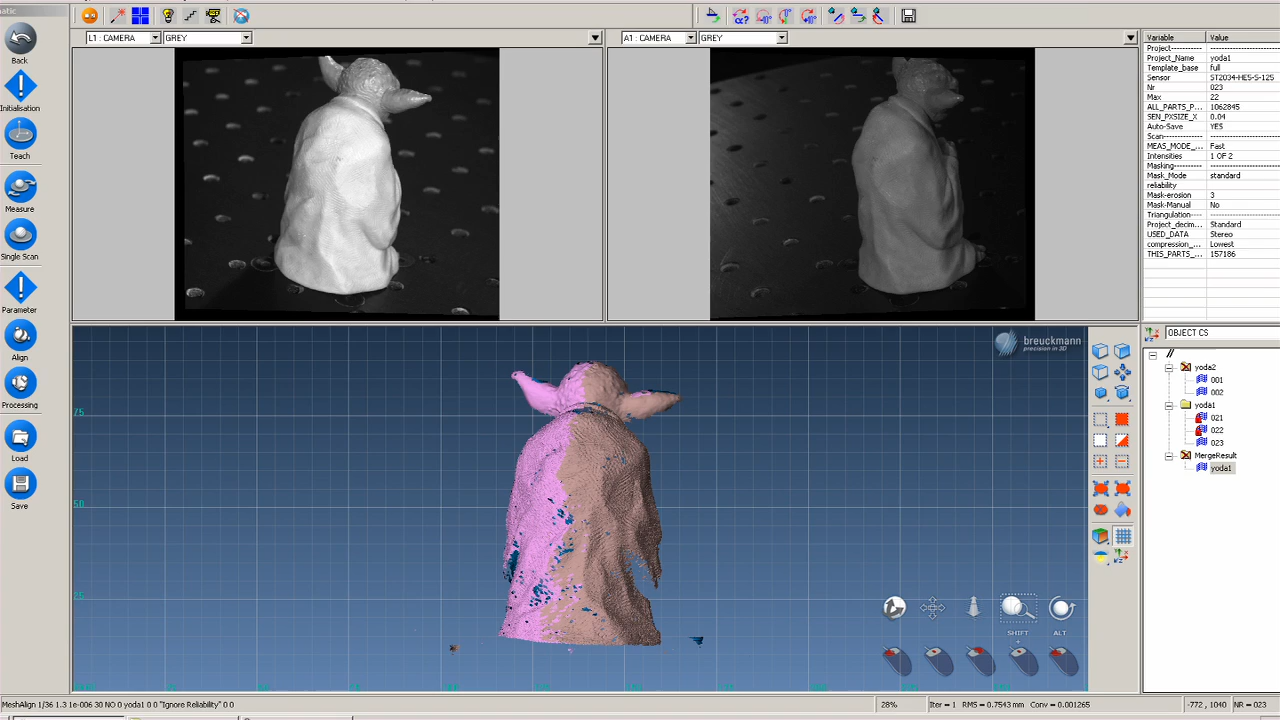 matic
L1 : CAMERA
GREY
A1 : CAMERA
GREY
Back
Initialisation
Teach
Measure
Single Scan
Parameter
Align
Processing
Load
Save
Variable Value
Project
Project_Name yoda1
Template_base full
Sensor ST2034-HES-S-125
Nr 023
Max 22
ALL_PARTS_P... 1062845
SEN_PXSIZE_X 0.04
Auto-Save YES
Scan
MEAS_MODE_... Fast
Intensities 1 OF 2
Masking
Mask_Mode standard
reliability
Mask-erosion 3
Mask-Manual No
Triangulation
Project_decim... Standard
USED_DATA Stereo
compression_... Lowest
THIS_PARTS_... 157186
OBJECT CS
//
yoda2
001
002
yoda1
021
022
023
MergeResult
yoda1
breuckmann
precision in 3D
75
50
25
SHIFT
+
ALT
MeshAlign 1/36 1.3 1e-006 30 NO 0 yoda1 0 0 "Ignore Reliability" 0 0
28%
Iter = 1 RMS = 0.7543 mm Conv = 0.001265
-772 , 1040
NR = 023